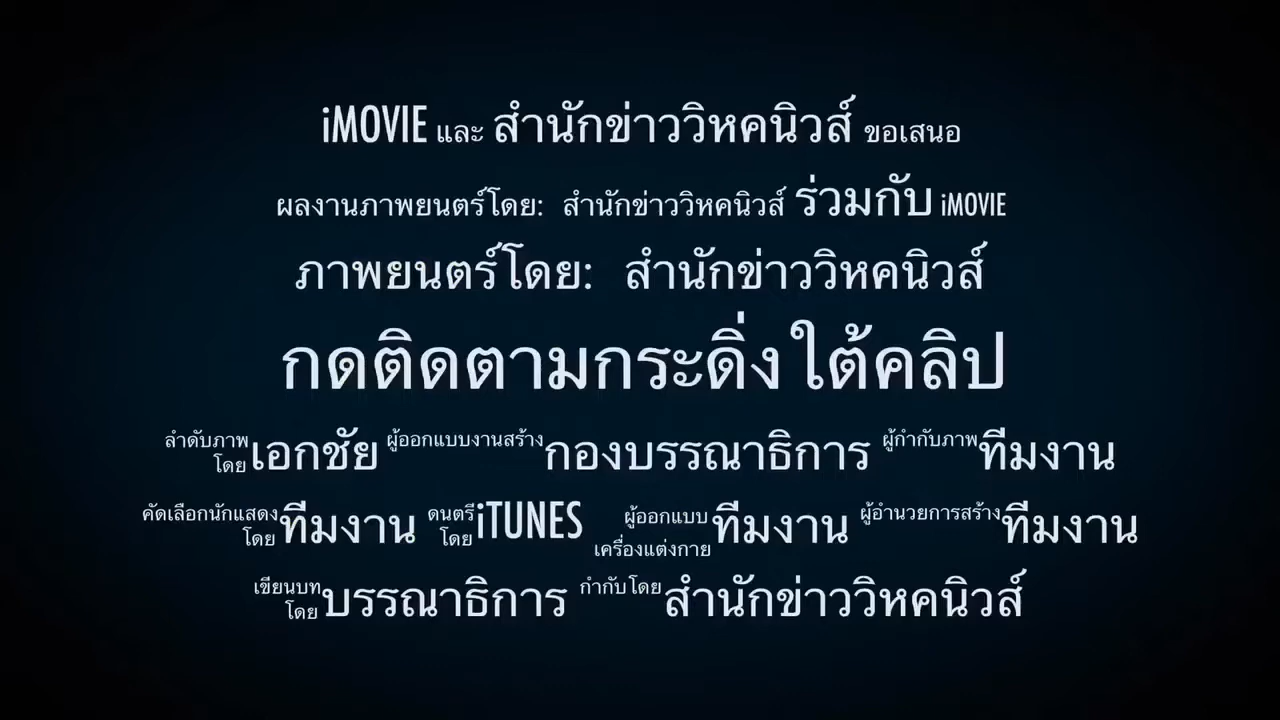 iMOVIE และ สำนักข่าววิหคนิวส์ ขอเสนอ
ผลงานภาพยนตร์โดย: สำนักข่าววิหคนิวส์ ร่วมกับ iMOVIE
ภาพยนตร์โดย: สำนักข่าววิหคนิวส์
กดติดตามกระดิ่งใต้คลิป
ลำดับภาพโดย เอกชัย ผู้ออกแบบงานสร้าง กองบรรณาธิการ ผู้กำกับภาพ ทีมงาน
คัดเลือกนักแสดงโดย ทีมงาน ดนตรีโดย iTUNES ผู้ออกแบบเครื่องแต่งกาย ทีมงาน ผู้อำนวยการสร้าง ทีมงาน
เขียนบทโดย บรรณาธิการ กำกับโดย สำนักข่าววิหคนิวส์